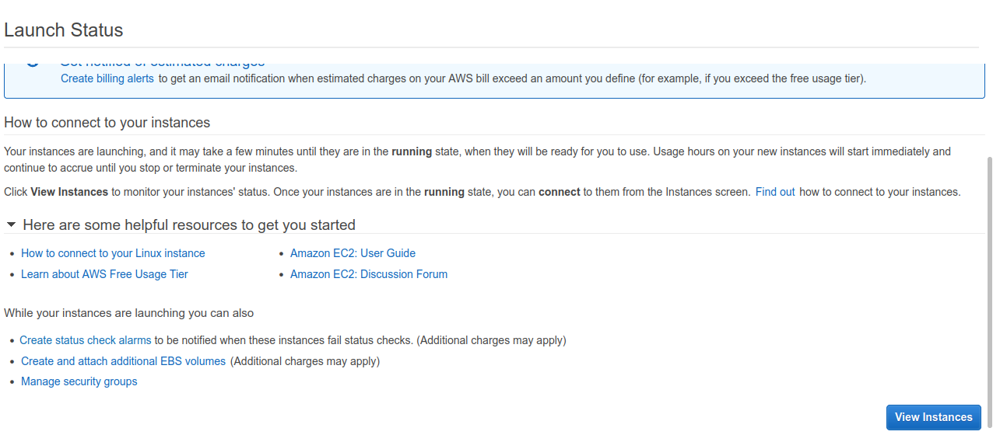 Launch Status
Get notified of estimated charges
Create billing alerts to get an email notification when estimated charges on your AWS bill exceed an amount you define (for example, if you exceed the free usage tier).
How to connect to your instances
Your instances are launching, and it may take a few minutes until they are in the running state, when they will be ready for you to use. Usage hours on your new instances will start immediately and
continue to accrue until you stop or terminate your instances.
Click View Instances to monitor your instances' status. Once your instances are in the running state, you can connect to them from the Instances screen. Find out how to connect to your instances.
Here are some helpful resources to get you started
• How to connect to your Linux instance
• Amazon EC2: User Guide
• Learn about AWS Free Usage Tier
• Amazon EC2: Discussion Forum
While your instances are launching you can also
• Create status check alarms to be notified when these instances fail status checks. (Additional charges may apply)
• Create and attach additional EBS volumes (Additional charges may apply)
• Manage security groups
View Instances